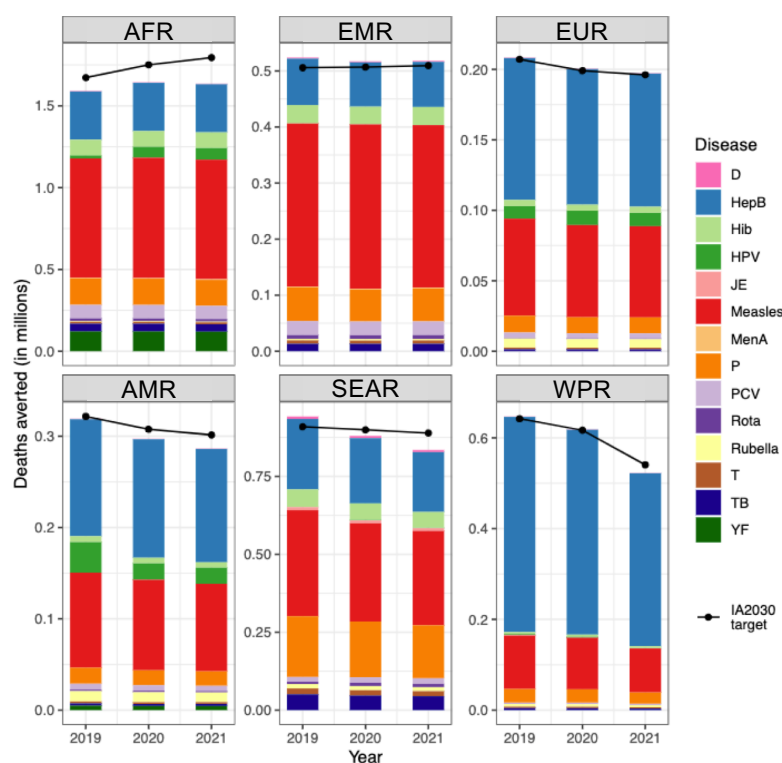 AFR
EMR
EUR
1.5
1.0
0.5
0.0
0.5
0.4
0.3
0.2
0.1
0.0
0.20
0.15
0.10
0.05
0.00
AMR
SEAR
WPR
0.3
0.2
0.1
0.0
0.75
0.50
0.25
0.00
0.6
0.4
0.2
0.0
2019 2020 2021
2019 2020 2021
2019 2020 2021
Year
Deaths averted (in millions)
Disease
D
HepB
Hib
HPV
JE
Measles
MenA
P
PCV
Rota
Rubella
T
TB
YF
IA2030
target